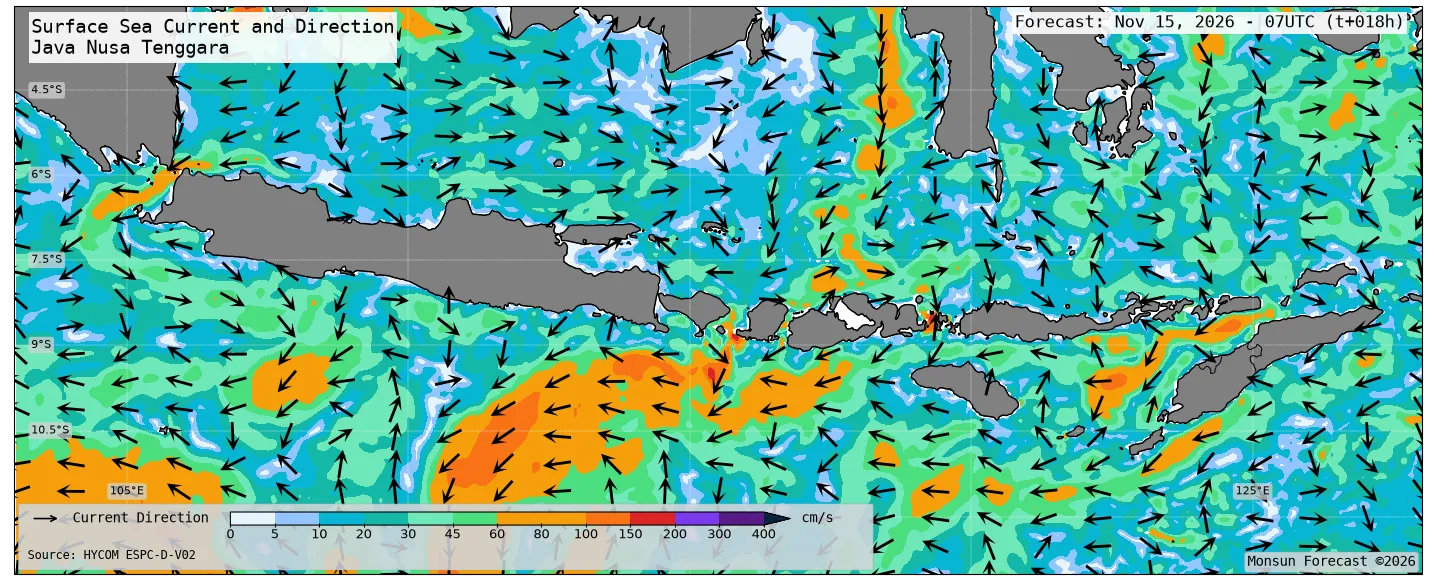 Surface Sea Current and Direction
Java Nusa Tenggara
Forecast: Nov 15, 2026 - 07UTC (t+018h)
4.5°S
6°S
7.5°S
9°S
10.5°S
105°E
125°E
Current Direction
0 5 10 20 30 45 60 80 100 150 200 300 400 cm/s
Source: HYCOM ESPC-D-V02
Monsun Forecast ©2026